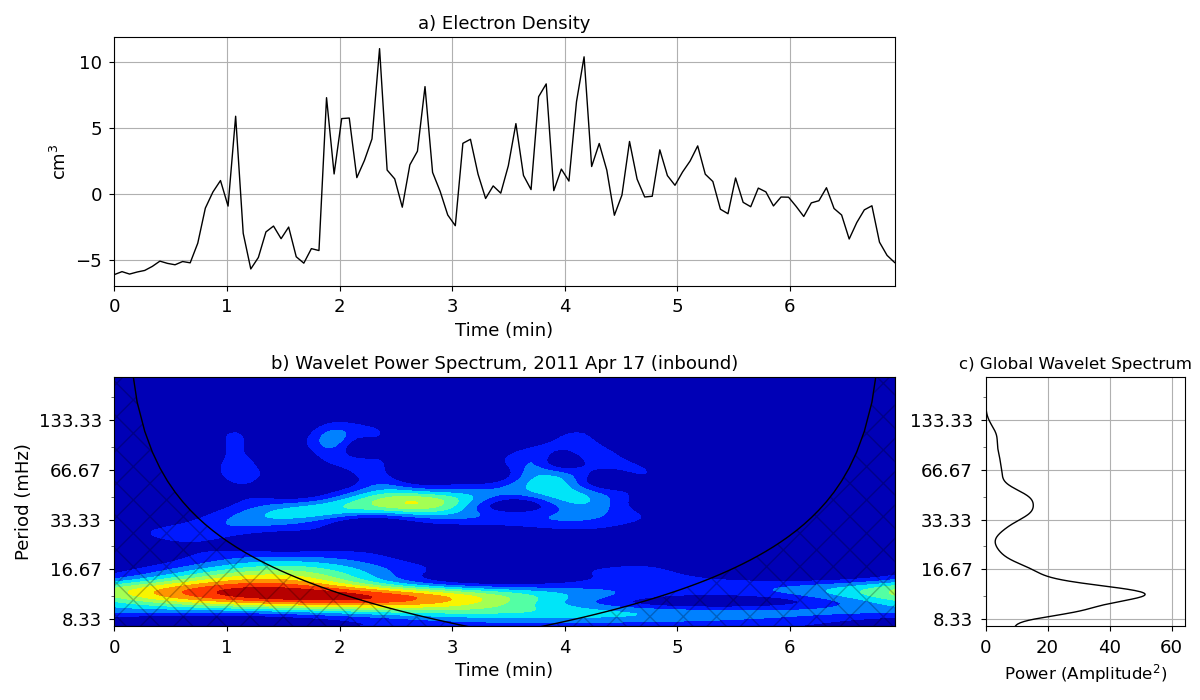 a) Electron Density
10
5
0
−5
cm³
0 1 2 3 4 5 6
Time (min)
b) Wavelet Power Spectrum, 2011 Apr 17 (inbound)
133.33
66.67
33.33
16.67
8.33
Period (mHz)
0 1 2 3 4 5 6
Time (min)
c) Global Wavelet Spectrum
133.33
66.67
33.33
16.67
8.33
0 20 40 60
Power (Amplitude²)